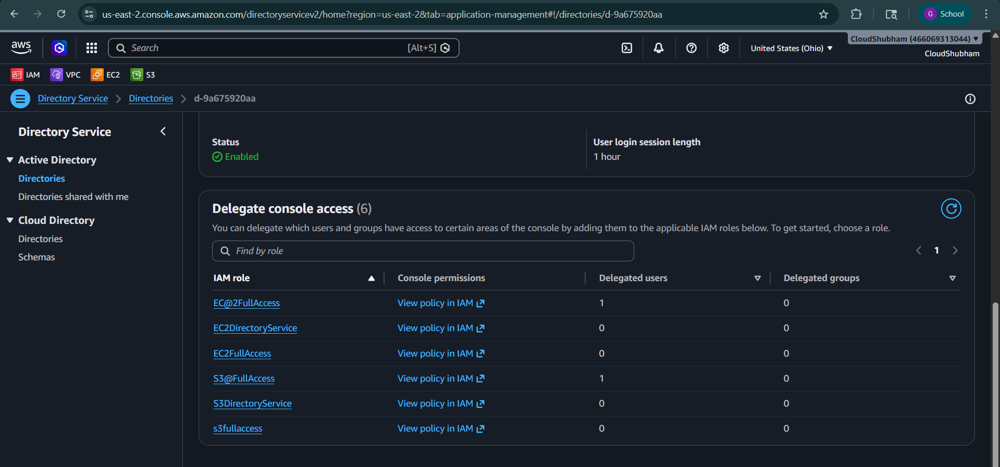 us-east-2.console.aws.amazon.com/directoryservicev2/home?region=us-east-2&tab=application-management#!/directories/d-9a675920aa
G School
aws
Search [Alt+S]
United States (Ohio)
CloudShubham (466069313044)
CloudShubham
IAM VPC EC2 S3
Directory Service Directories d-9a675920aa
Directory Service
Active Directory
Directories
Directories shared with me
Cloud Directory
Directories
Schemas
Status
Enabled
User login session length
1 hour
Delegate console access (6)
You can delegate which users and groups have access to certain areas of the console by adding them to the applicable IAM roles below. To get started, choose a role.
Find by role
1
IAM role Console permissions Delegated users Delegated groups
EC@2FullAccess View policy in IAM 1 0
EC2DirectoryService View policy in IAM 0 0
EC2FullAccess View policy in IAM 0 0
S3@FullAccess View policy in IAM 1 0
S3DirectoryService View policy in IAM 0 0
s3fullaccess View policy in IAM 0 0